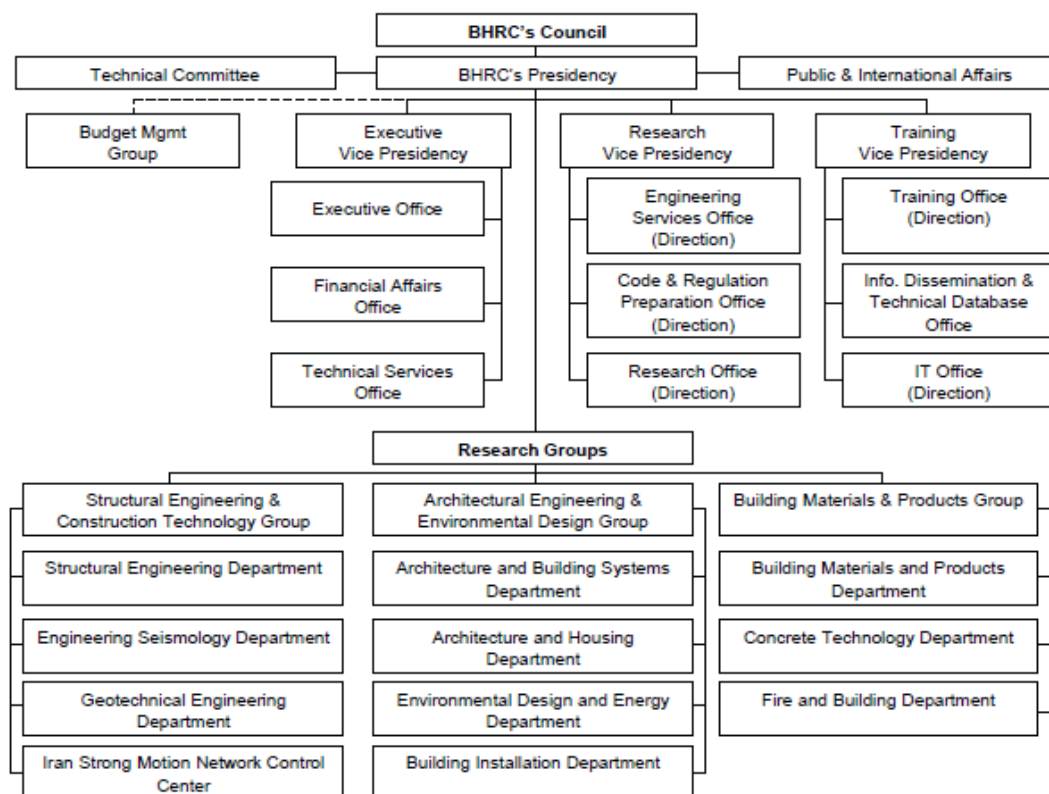 BHRC's Council
Technical Committee
BHRC's Presidency
Public & International Affairs
Budget Mgmt
Group
Executive
Vice Presidency
Research
Vice Presidency
Training
Vice Presidency
Executive Office
Engineering
Services Office
(Direction)
Training Office
(Direction)
Financial Affairs
Office
Code & Regulation
Preparation Office
(Direction)
Info. Dissemination &
Technical Database
Office
Technical Services
Office
Research Office
(Direction)
IT Office
(Direction)
Research Groups
Structural Engineering &
Construction Technology Group
Architectural Engineering &
Environmental Design Group
Building Materials & Products Group
Structural Engineering Department
Architecture and Building Systems
Department
Building Materials and Products
Department
Engineering Seismology Department
Architecture and Housing
Department
Concrete Technology Department
Geotechnical Engineering
Department
Environmental Design and Energy
Department
Fire and Building Department
Iran Strong Motion Network Control
Center
Building Installation Department